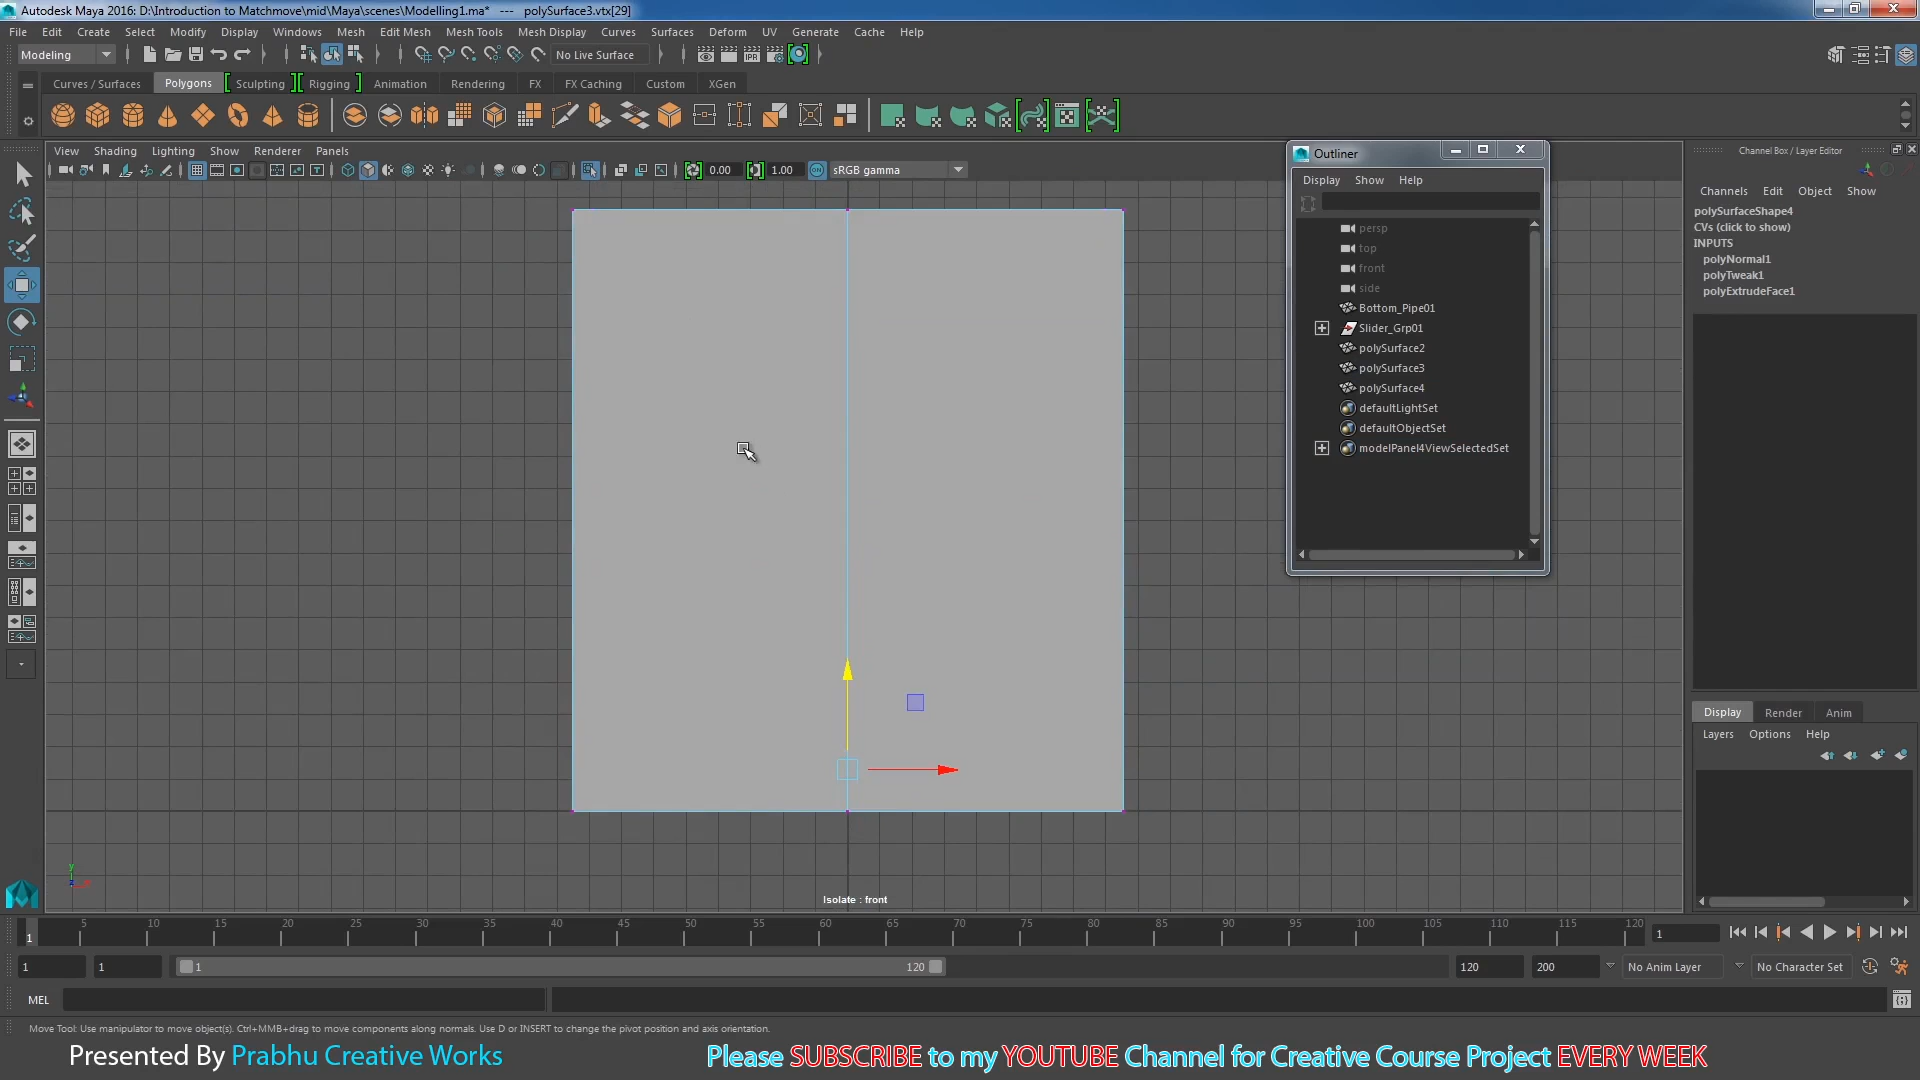 Autodesk Maya 2016: D:\Introduction to Matchmove\mid\Maya\scenes\Modelling1.ma* --- polySurface3.vtx[29]
File Edit Create Select Modify Display Windows Mesh Edit Mesh Mesh Tools Mesh Display Curves Surfaces Deform UV Generate Cache Help
Modeling No Live Surface
Curves / Surfaces Polygons Sculpting Rigging Animation Rendering FX FX Caching Custom XGen
View Shading Lighting Show Renderer Panels
0.00 1.00 sRGB gamma
Outliner
Display Show Help
persp
top
front
side
Bottom_Pipe01
Slider_Grp01
polySurface2
polySurface3
polySurface4
defaultLightSet
defaultObjectSet
modelPanel4ViewSelectedSet
Channel Box / Layer Editor
Channels Edit Object Show
polySurfaceShape4
CVs (click to show)
INPUTS
polyNormal1
polyTweak1
polyExtrudeFace1
Display Render Anim
Layers Options Help
y
Isolate : front
5 10 15 20 25 30 35 40 45 50 55 60 65 70 75 80 85 90 95 100 105 110 115 120
1 1
1 1 1 120 120 200 No Anim Layer No Character Set
MEL
Move Tool: Use manipulator to move object(s). Ctrl+MMB+drag to move components along normals. Use D or INSERT to change the pivot position and axis orientation.
Presented By Prabhu Creative Works Please SUBSCRIBE to my YOUTUBE Channel for Creative Course Project EVERY WEEK